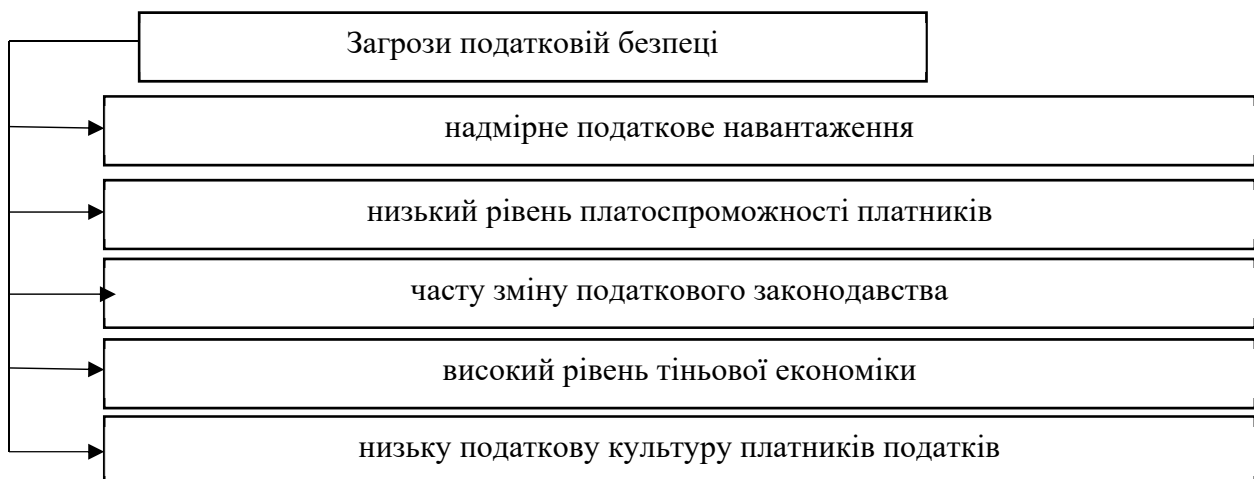 Загрози податковій безпеці
надмірне податкове навантаження
низький рівень платоспроможності платників
часту зміну податкового законодавства
високий рівень тіньової економіки
низьку податкову культуру платників податків